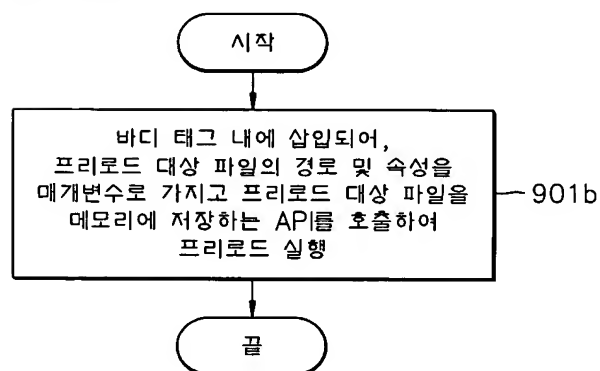 시작
바디 태그 내에 삽입되어,
프리로드 대상 파일의 경로 및 속성을
매개변수로 가지고 프리로드 대상 파일을
메모리에 저장하는 API를 호출하여
프리로드 실행
901b
끝